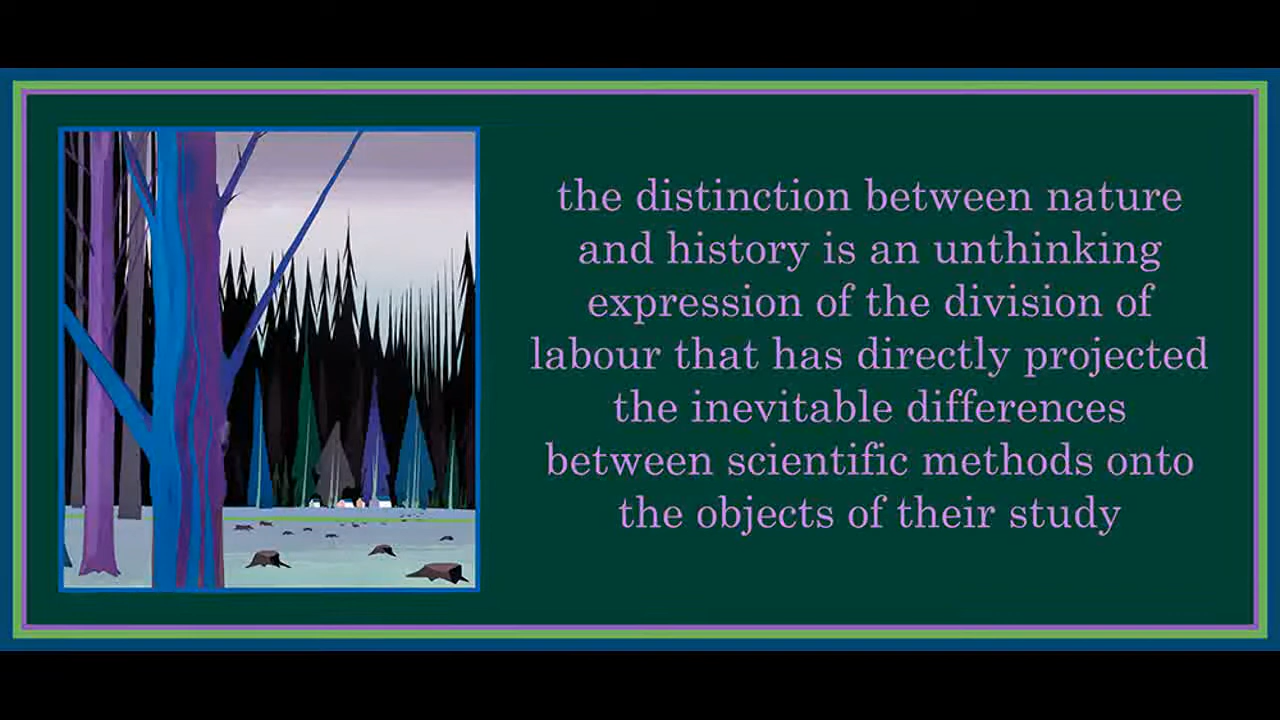 the distinction between nature
and history is an unthinking
expression of the division of
labour that has directly projected
the inevitable differences
between scientific methods onto
the objects of their study